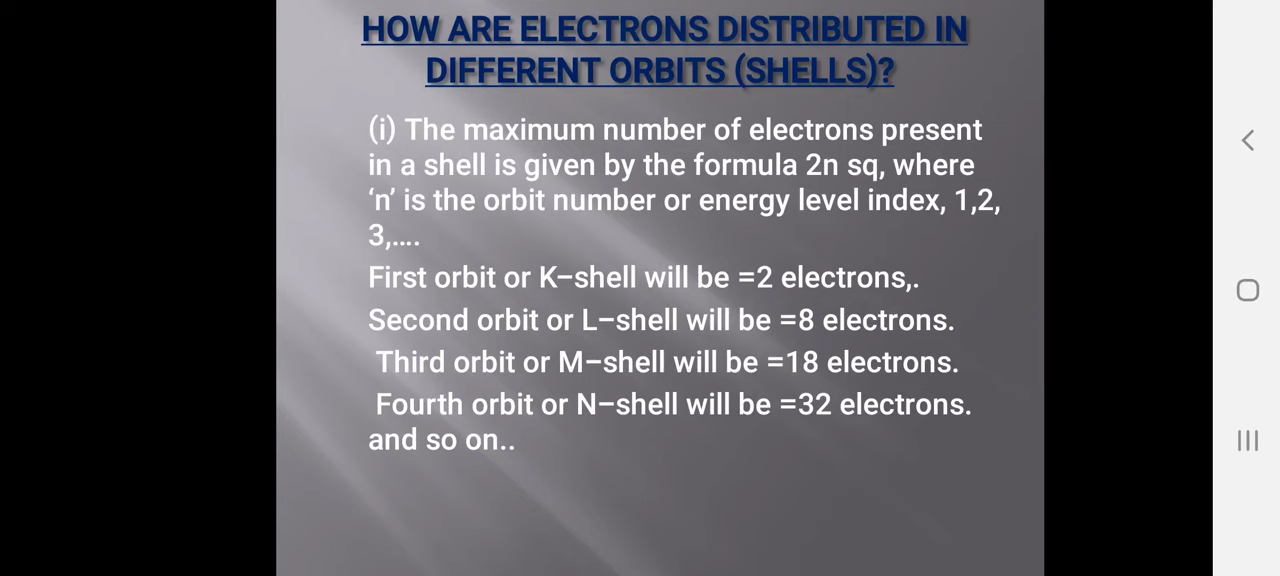 HOW ARE ELECTRONS DISTRIBUTED IN
DIFFERENT ORBITS (SHELLS)?
(i) The maximum number of electrons present
in a shell is given by the formula 2n sq, where
‘n’ is the orbit number or energy level index, 1,2,
3,....
First orbit or K–shell will be =2 electrons,.
Second orbit or L–shell will be =8 electrons.
Third orbit or M–shell will be =18 electrons.
Fourth orbit or N–shell will be =32 electrons.
and so on..